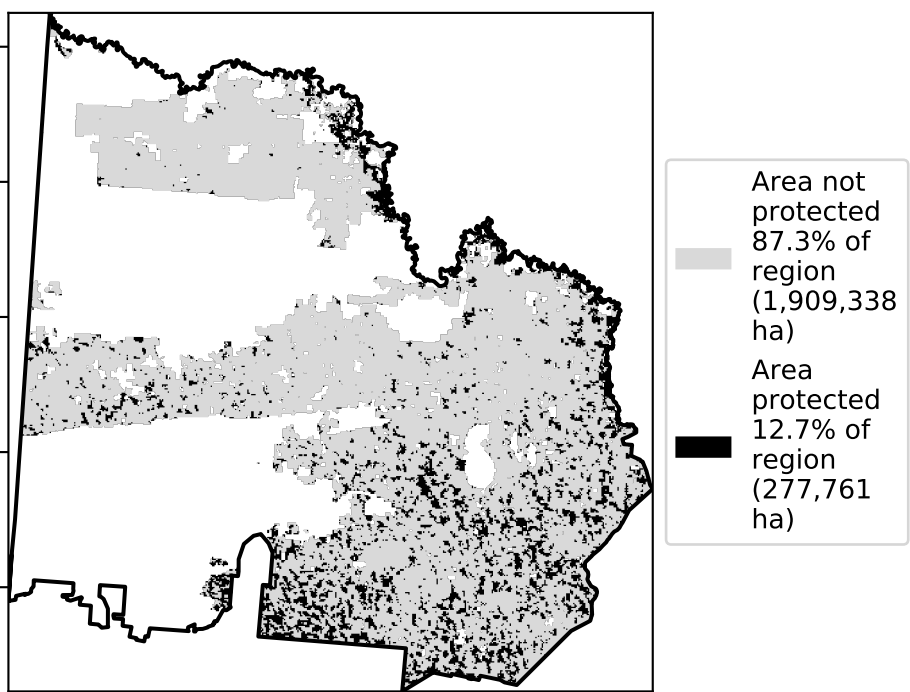 Area not
protected
87.3% of
region
(1,909,338
ha)
Area
protected
12.7% of
region
(277,761
ha)